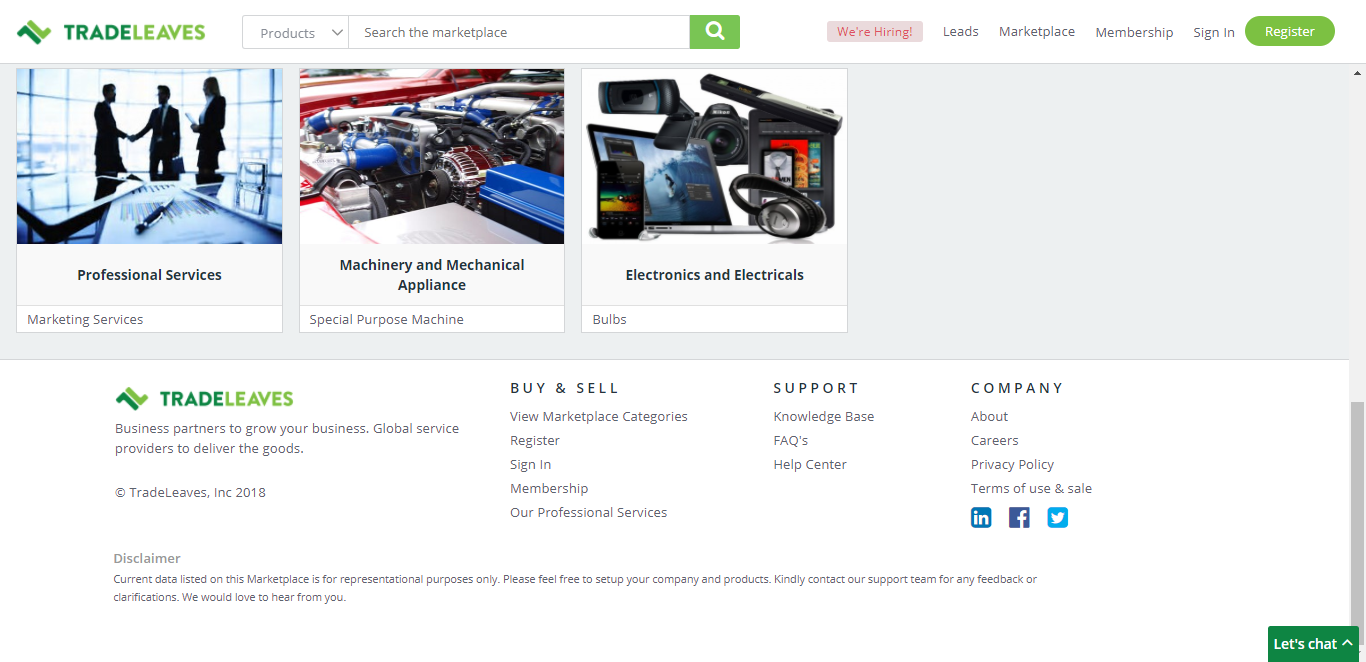 TRADELEAVES
Products
Search the marketplace
We're Hiring!
Leads
Marketplace
Membership
Sign In
Register
Professional Services
Marketing Services
Machinery and Mechanical
Appliance
Special Purpose Machine
Electronics and Electricals
Bulbs
TRADELEAVES
Business partners to grow your business. Global service
providers to deliver the goods.
© TradeLeaves, Inc 2018
BUY & SELL
View Marketplace Categories
Register
Sign In
Membership
Our Professional Services
SUPPORT
Knowledge Base
FAQ's
Help Center
COMPANY
About
Careers
Privacy Policy
Terms of use & sale
Disclaimer
Current data listed on this Marketplace is for representational purposes only. Please feel free to setup your company and products. Kindly contact our support team for any feedback or
clarifications. We would love to hear from you.
Let's chat